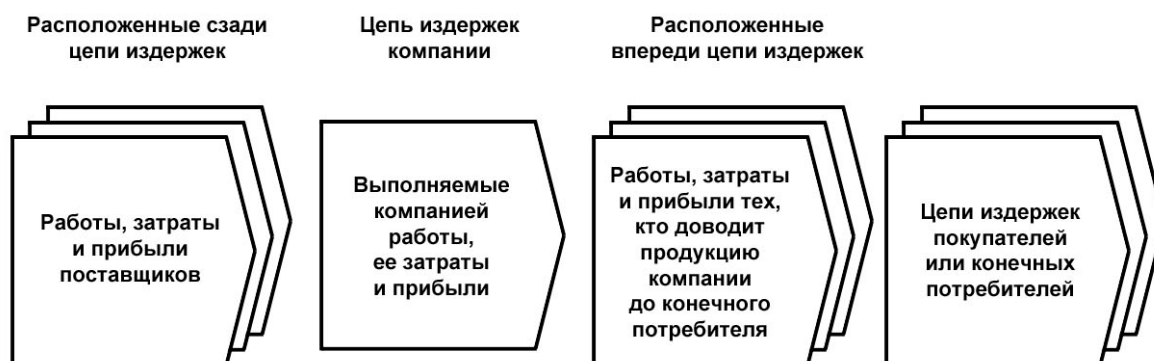 Расположенные сзади
цепи издержек
Цепь издержек
компании
Расположенные
впереди цепи издержек
Работы, затраты
и прибыли
поставщиков
Выполняемые
компанией
работы,
ее затраты
и прибыли
Работы, затраты
и прибыли тех,
кто доводит
продукцию
компании
до конечного
потребителя
Цепи издержек
покупателей
или конечных
потребителей